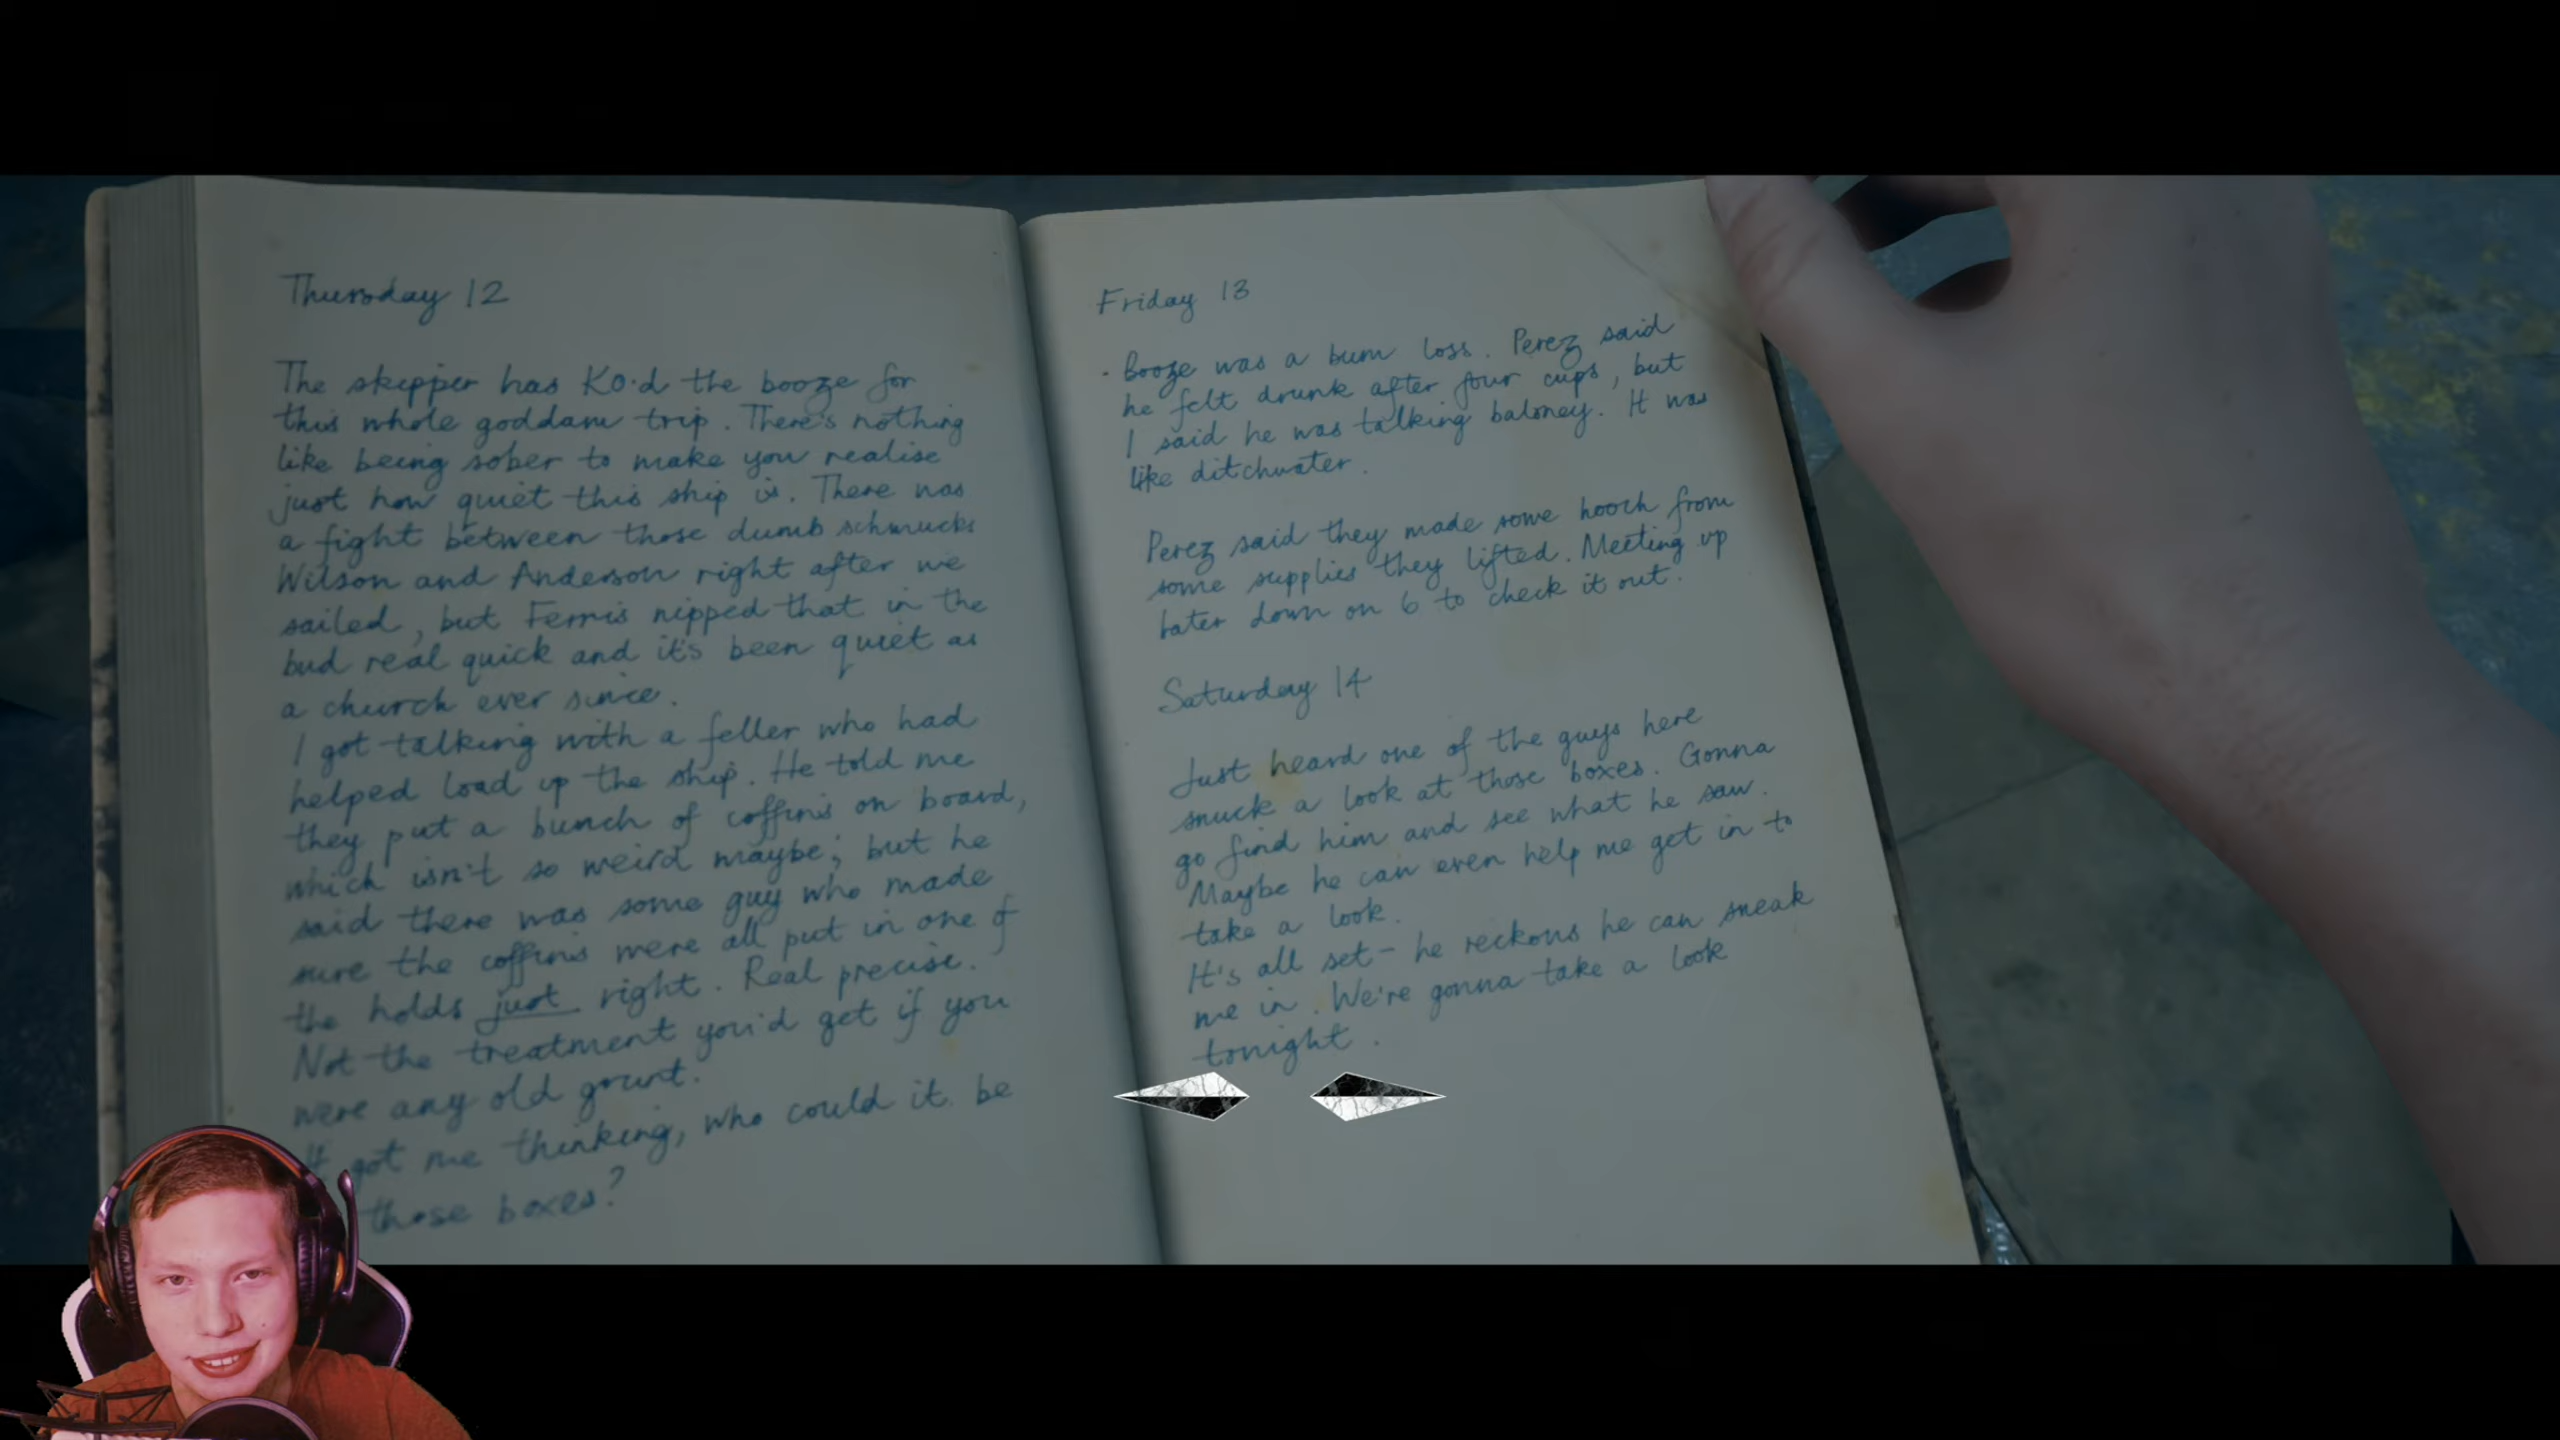 Thursday 12
The skipper has KO'd the booze for
this whole goddam trip. There's nothing
like being sober to make you realise
just how quiet this ship is. There was
a fight between those dumb schmucks
Wilson and Anderson right after we
sailed, but Ferris nipped that in the
bud real quick and it's been quiet as
a church ever since.
I got talking with a feller who had
helped load up the ship. He told me
they put a bunch of coffins on board,
which isn't so weird maybe; but he
said there was some guy who made
sure the coffins were all put in one of
the holds just right. Real precise.
Not the treatment you'd get if you
were any old grunt.
It got me thinking, who could it be
those boxes?
Friday 13
Booze was a bum loss. Perez said
he felt drunk after four cups, but
I said he was talking baloney. It was
like ditchwater.
Perez said they made some hooch from
some supplies they lifted. Meeting up
later down on 6 to check it out.
Saturday 14
Just heard one of the guys here
snuck a look at those boxes. Gonna
go find him and see what he saw.
Maybe he can even help me get in to
take a look.
It's all set - he reckons he can sneak
me in. We're gonna take a look
tonight.